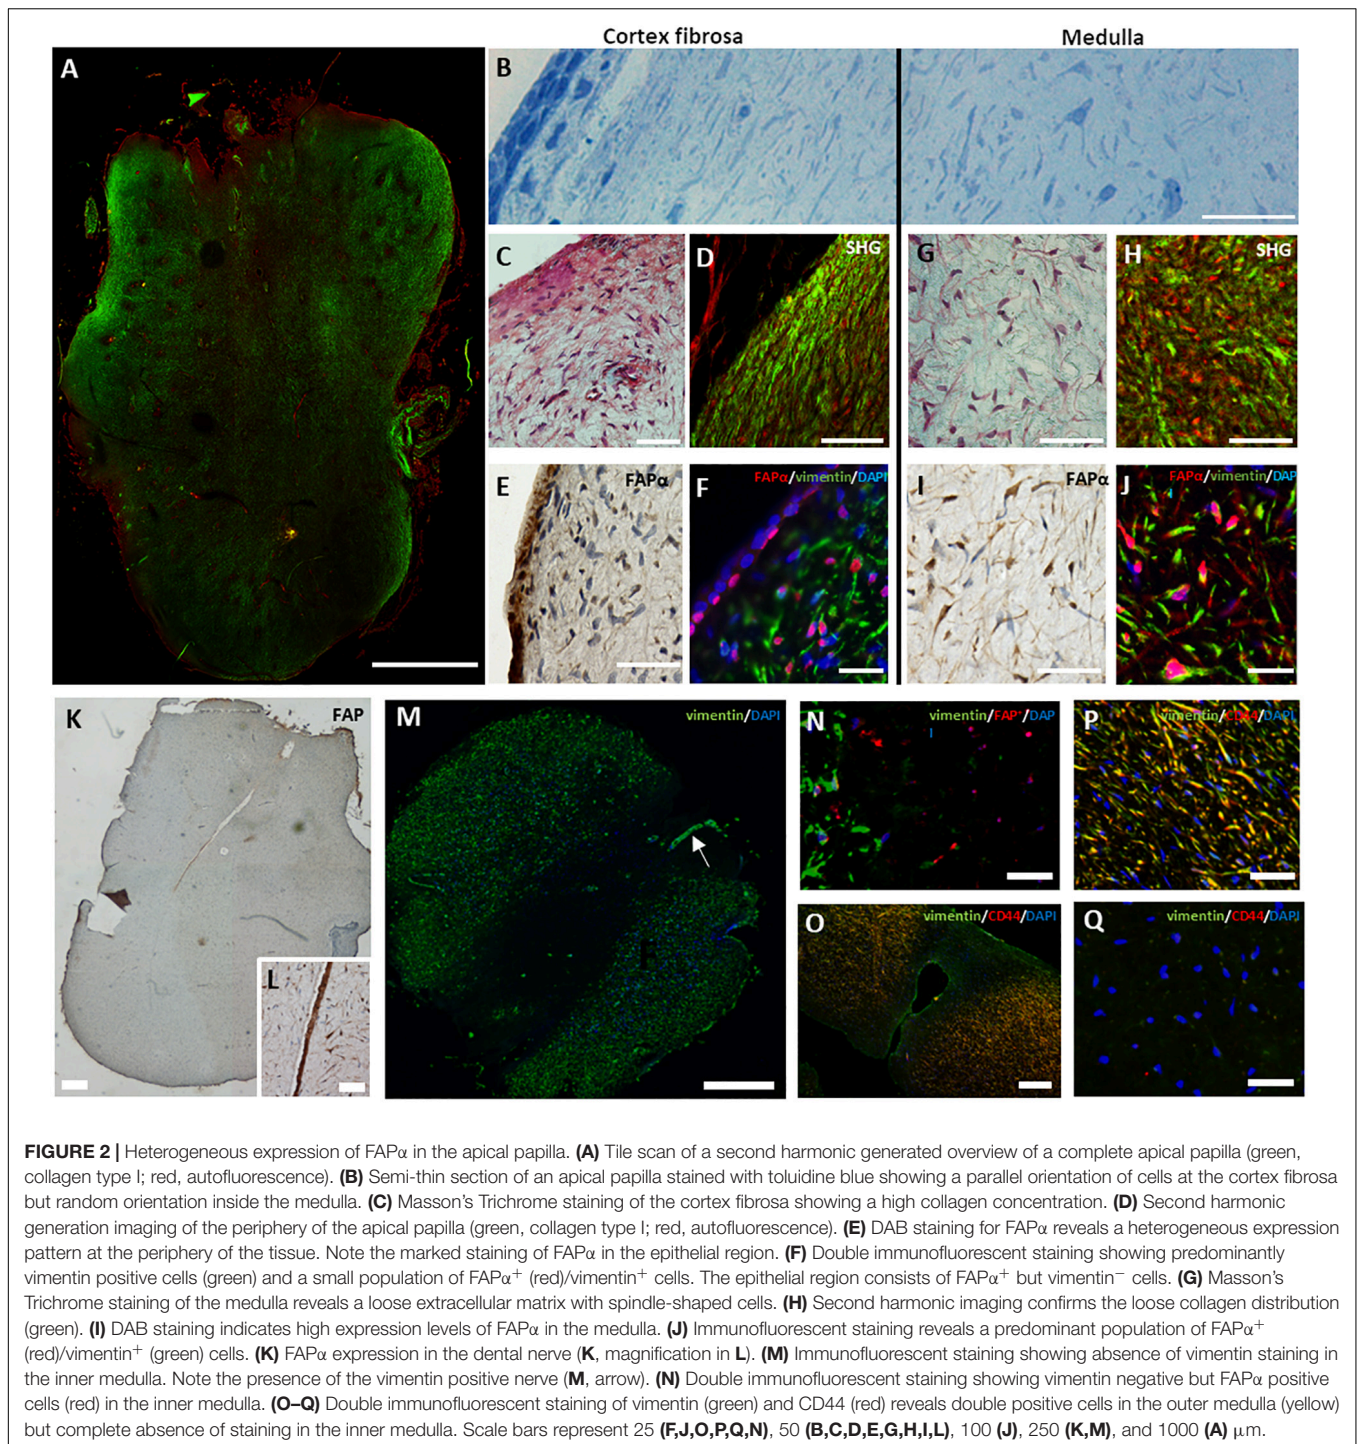 Cortex fibrosa
Medulla
A
B
C
D
SHG
G
H
SHG
E
FAPα
F
FAPα/vimentin/DAPI
I
FAPα
J
FAPα/vimentin/DAP
K
FAP
L
M
vimentin/DAPI
F
N
vimentin/FAP⁺/DAP
I
P
vimentin/CD44/DAPI
O
vimentin/CD44/DAPI
Q
vimentin/CD44/DAPI
FIGURE 2 | Heterogeneous expression of FAPα in the apical papilla. (A) Tile scan of a second harmonic generated overview of a complete apical papilla (green,
collagen type I; red, autofluorescence). (B) Semi-thin section of an apical papilla stained with toluidine blue showing a parallel orientation of cells at the cortex fibrosa
but random orientation inside the medulla. (C) Masson's Trichrome staining of the cortex fibrosa showing a high collagen concentration. (D) Second harmonic
generation imaging of the periphery of the apical papilla (green, collagen type I; red, autofluorescence). (E) DAB staining for FAPα reveals a heterogeneous expression
pattern at the periphery of the tissue. Note the marked staining of FAPα in the epithelial region. (F) Double immunofluorescent staining showing predominantly
vimentin positive cells (green) and a small population of FAPα⁺ (red)/vimentin⁺ cells. The epithelial region consists of FAPα⁺ but vimentin⁻ cells. (G) Masson's
Trichrome staining of the medulla reveals a loose extracellular matrix with spindle-shaped cells. (H) Second harmonic imaging confirms the loose collagen distribution
(green). (I) DAB staining indicates high expression levels of FAPα in the medulla. (J) Immunofluorescent staining reveals a predominant population of FAPα⁺
(red)/vimentin⁺ (green) cells. (K) FAPα expression in the dental nerve (K, magnification in L). (M) Immunofluorescent staining showing absence of vimentin staining in
the inner medulla. Note the presence of the vimentin positive nerve (M, arrow). (N) Double immunofluorescent staining showing vimentin negative but FAPα positive
cells (red) in the inner medulla. (O–Q) Double immunofluorescent staining of vimentin (green) and CD44 (red) reveals double positive cells in the outer medulla (yellow)
but complete absence of staining in the inner medulla. Scale bars represent 25 (F,J,O,P,Q,N), 50 (B,C,D,E,G,H,I,L), 100 (J), 250 (K,M), and 1000 (A) μm.